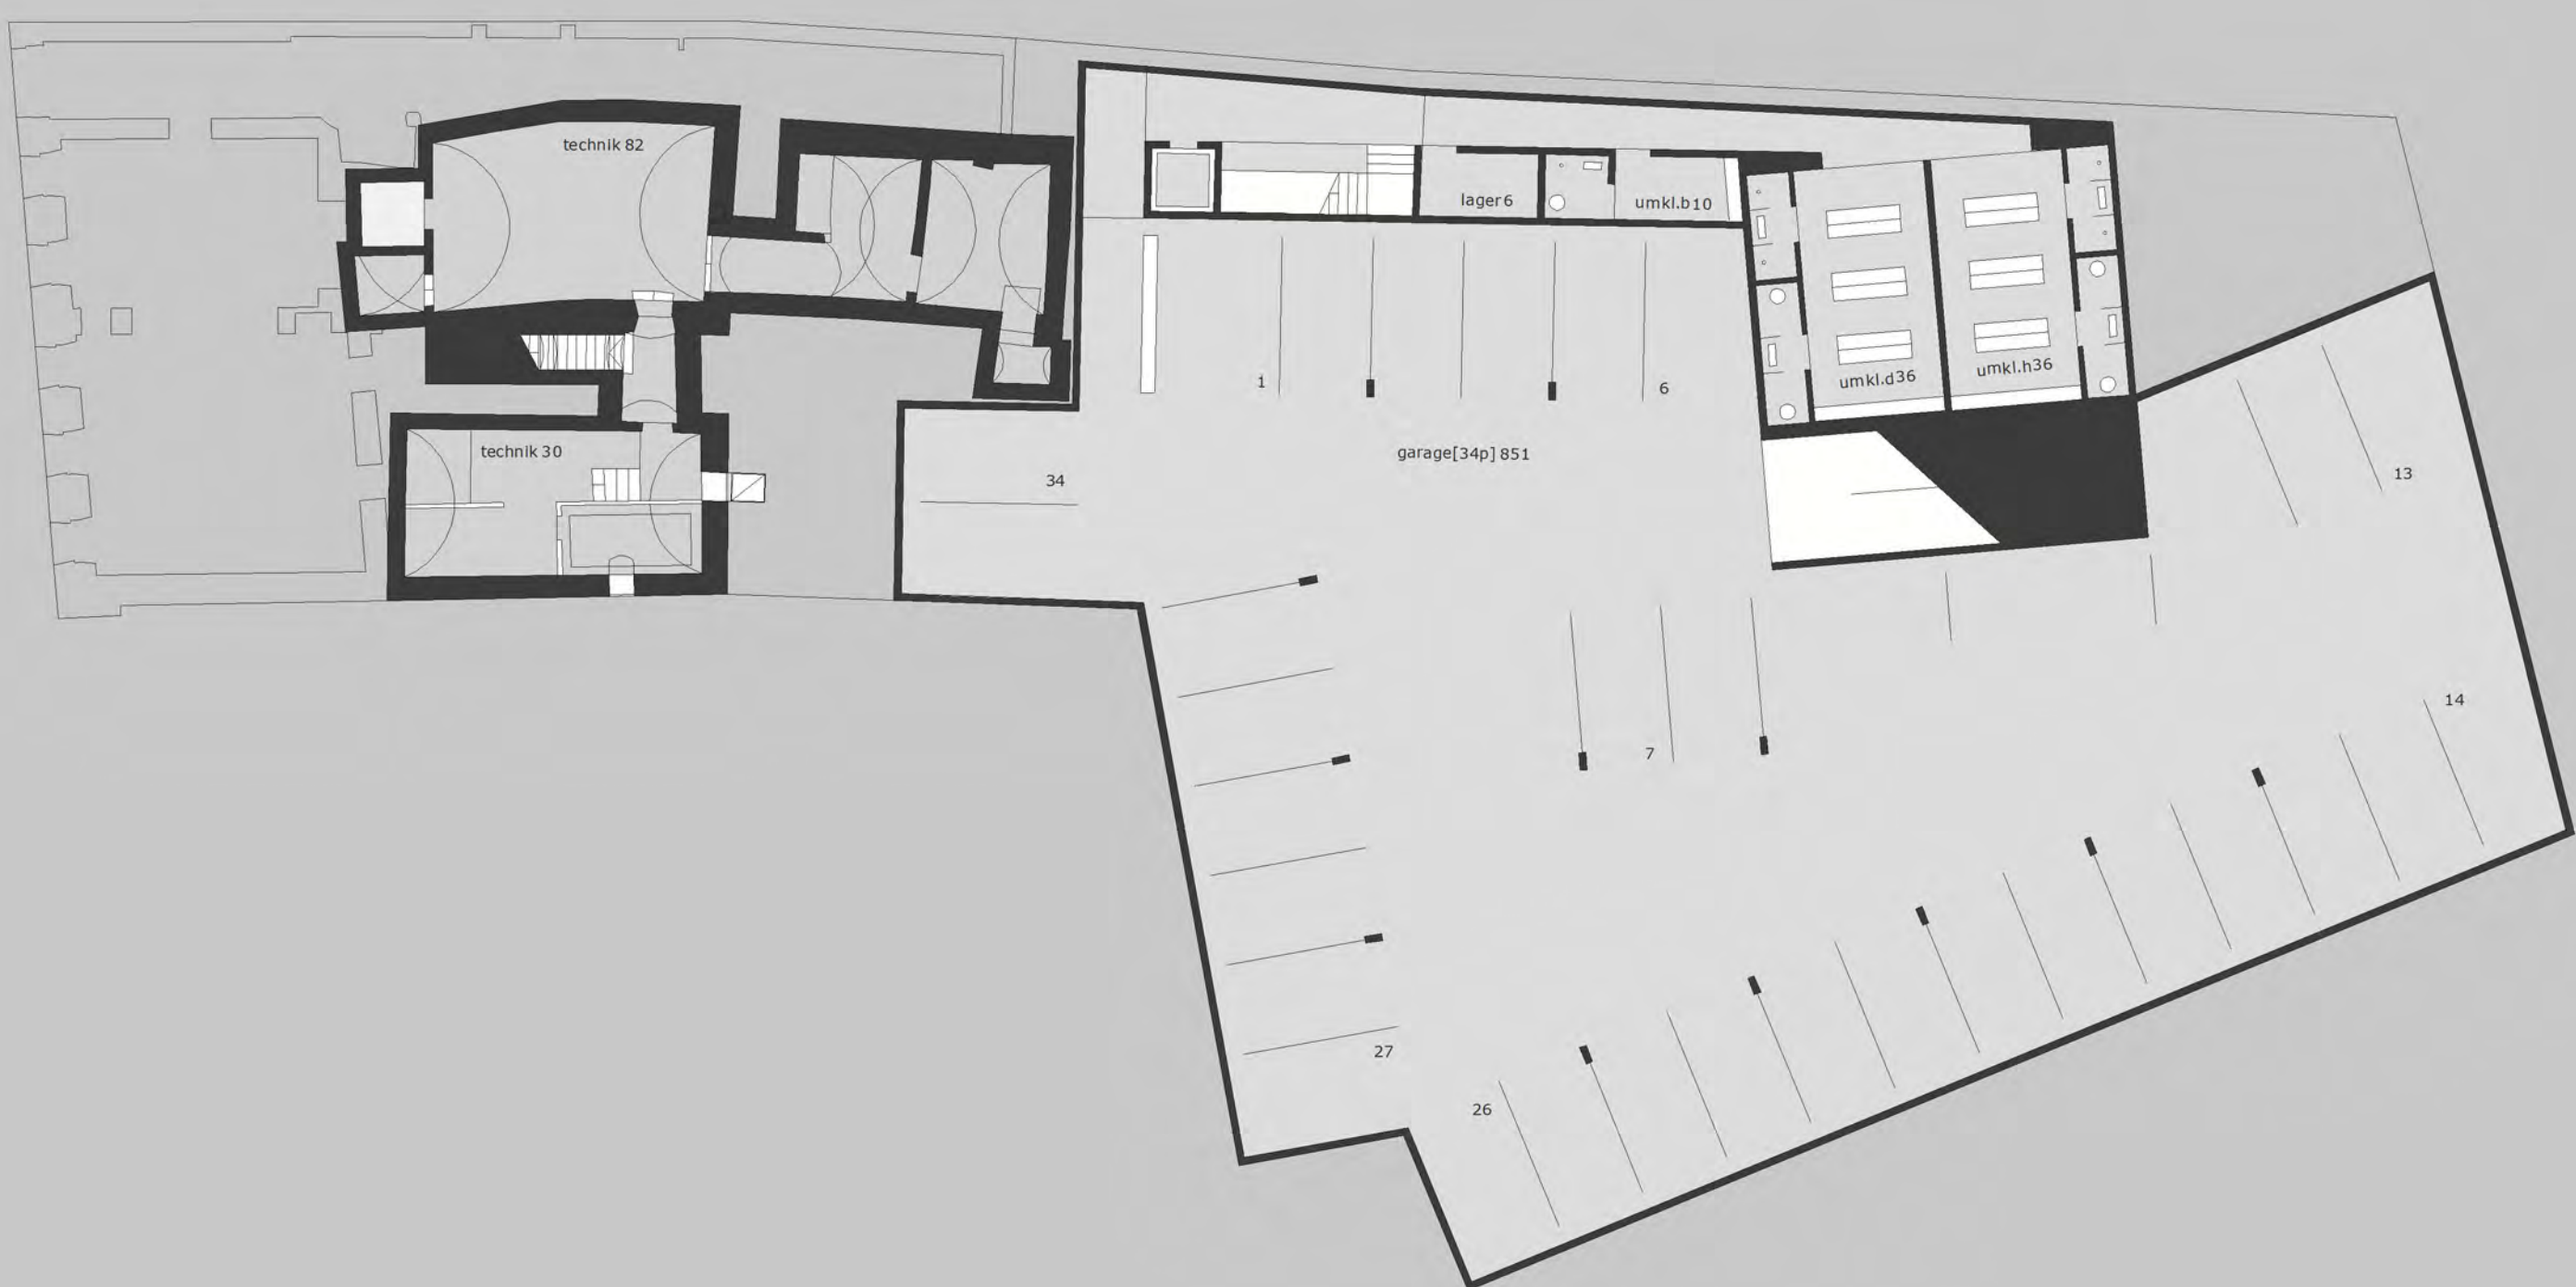 technik 82
lager 6
umkl.b10
umkl.d36
umkl.h36
1
6
technik 30
garage[34p] 851
34
13
14
7
27
26